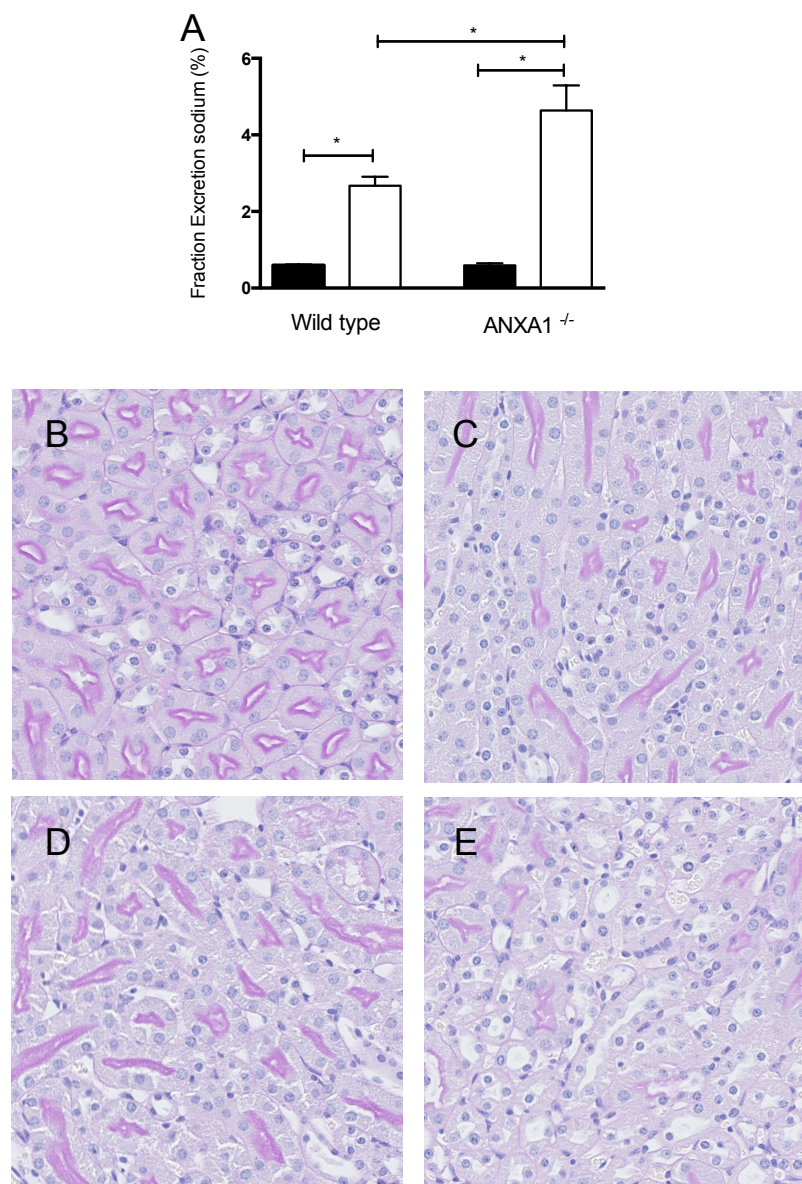 A
*
*
*
6
4
2
0
Fraction Excretion sodium (%)
Wild type
ANXA1 -/-
B
C
D
E